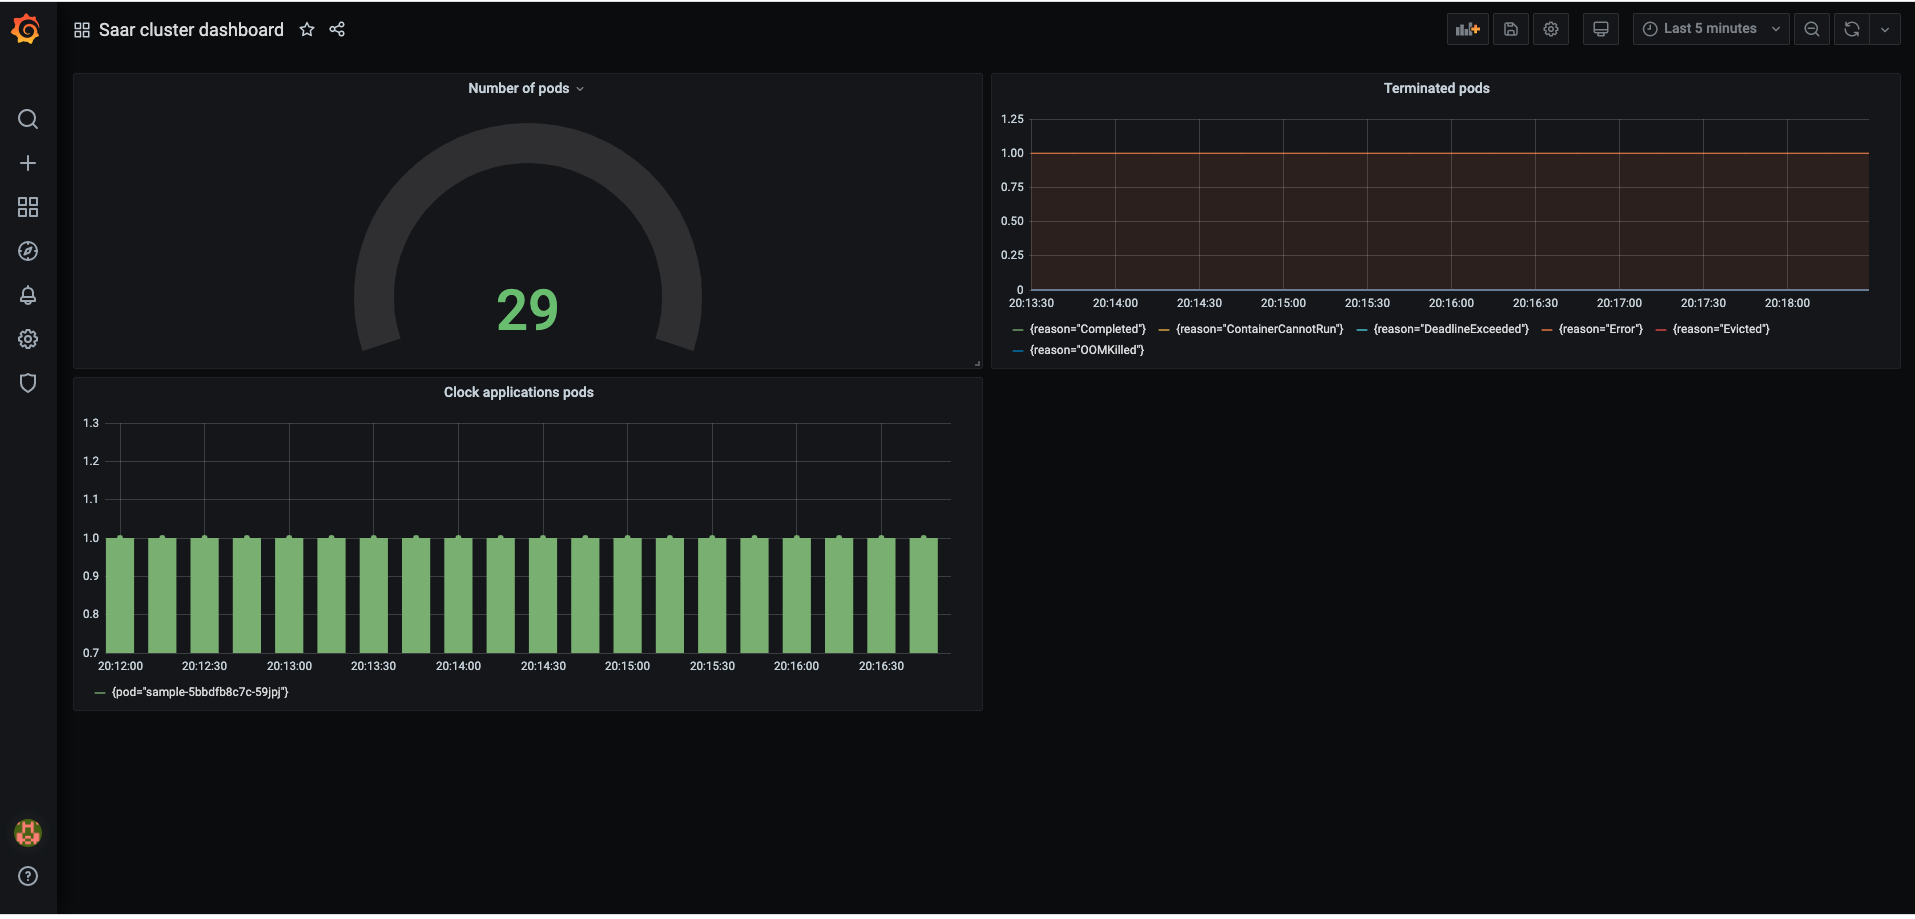 Saar cluster dashboard
Last 5 minutes
Number of pods
29
Terminated pods
1.25
1.00
0.75
0.50
0.25
0
20:13:30 20:14:00 20:14:30 20:15:00 20:15:30 20:16:00 20:16:30 20:17:00 20:17:30 20:18:00
{reason="Completed"} {reason="ContainerCannotRun"} {reason="DeadlineExceeded"} {reason="Error"} {reason="Evicted"}
{reason="OOMKilled"}
Clock applications pods
1.3
1.2
1.1
1.0
0.9
0.8
0.7
20:12:00 20:12:30 20:13:00 20:13:30 20:14:00 20:14:30 20:15:00 20:15:30 20:16:00 20:16:30
{pod="sample-5bbdfb8c7c-59jpj"}